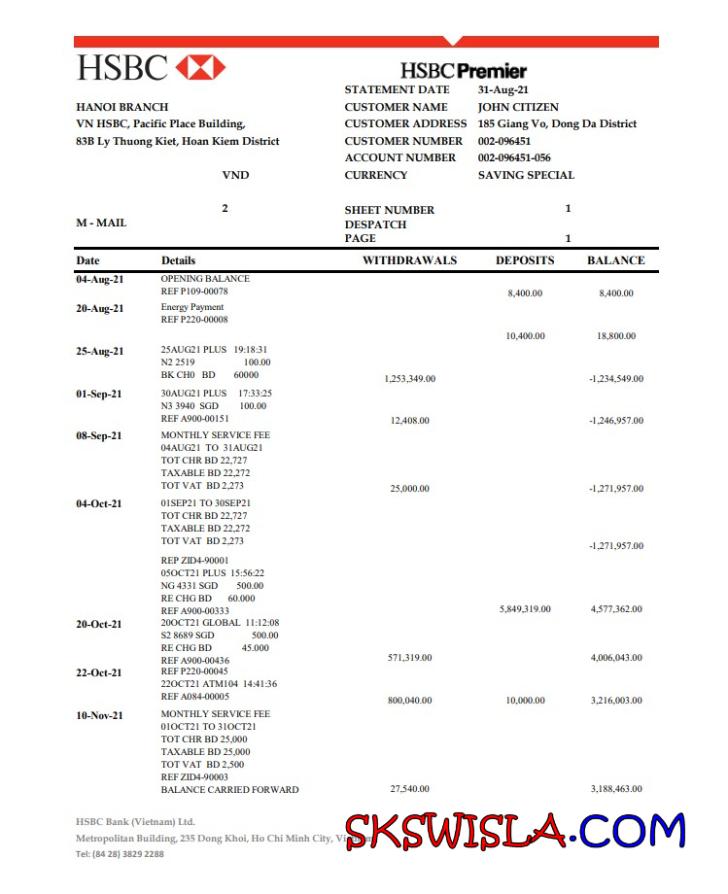 HSBC
HSBC Premier
STATEMENT DATE 31-Aug-21
HANOI BRANCH CUSTOMER NAME JOHN CITIZEN
VN HSBC, Pacific Place Building, CUSTOMER ADDRESS 185 Giang Vo, Dong Da District
83B Ly Thuong Kiet, Hoan Kiem District CUSTOMER NUMBER 002-096451
ACCOUNT NUMBER 002-096451-056
VND CURRENCY SAVING SPECIAL
2 SHEET NUMBER 1
M - MAIL DESPATCH
PAGE 1
Date Details WITHDRAWALS DEPOSITS BALANCE
04-Aug-21 OPENING BALANCE
REF P109-00078 8,400.00 8,400.00
20-Aug-21 Energy Payment
REF P220-00008
10,400.00 18,800.00
25-Aug-21 25AUG21 PLUS 19:18:31
N2 2519 100.00
BK CH0 BD 60000 1,253,349.00 -1,234,549.00
01-Sep-21 30AUG21 PLUS 17:33:25
N3 3940 SGD 100.00
REF A900-00151 12,408.00 -1,246,957.00
08-Sep-21 MONTHLY SERVICE FEE
04AUG21 TO 31AUG21
TOT CHR BD 22,727
TAXABLE BD 22,272
TOT VAT BD 2,273 25,000.00 -1,271,957.00
04-Oct-21 01SEP21 TO 30SEP21
TOT CHR BD 22,727
TAXABLE BD 22,272
TOT VAT BD 2,273 -1,271,957.00
REP ZID4-90001
05OCT21 PLUS 15:56:22
NG 4331 SGD 500.00
RE CHG BD 60.000
REF A900-00333 5,849,319.00 4,577,362.00
20-Oct-21 20OCT21 GLOBAL 11:12:08
S2 8689 SGD 500.00
RE CHG BD 45.000
REF A900-00436 571,319.00 4,006,043.00
22-Oct-21 REF P220-00045
22OCT21 ATM104 14:41:36
REF A084-00005 800,040.00 10,000.00 3,216,003.00
10-Nov-21 MONTHLY SERVICE FEE
01OCT21 TO 31OCT21
TOT CHR BD 25,000
TAXABLE BD 25,000
TOT VAT BD 2,500
REF ZID4-90003
BALANCE CARRIED FORWARD 27,540.00 3,188,463.00
HSBC Bank (Vietnam) Ltd.
Metropolitan Building, 235 Dong Khoi, Ho Chi Minh City,
Tel: (84 28) 3829 2288
SKSWISLA.COM